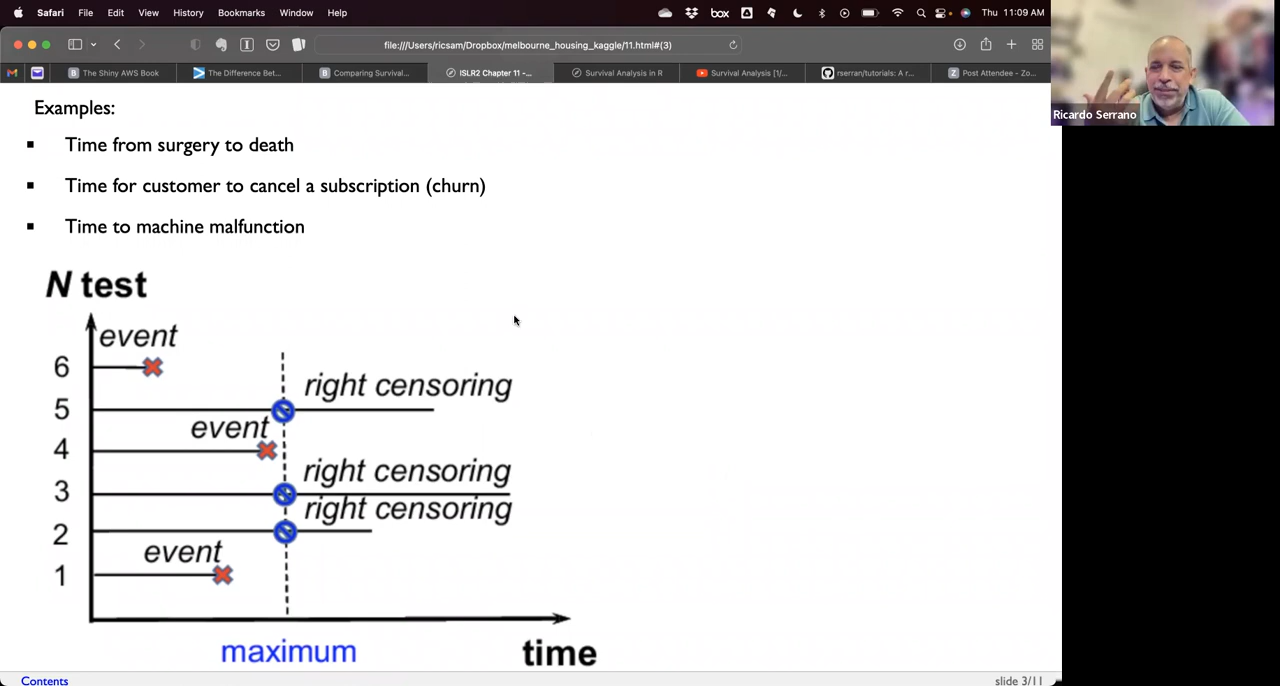 Safari File Edit View History Bookmarks Window Help box Thu 11:09 AM
file:///Users/ricsam/Dropbox/melbourne_housing_kaggle/11.html#(3)
The Shiny AWS Book The Difference Bet... Comparing Survival... ISLR2 Chapter 11 -... Survival Analysis in R Survival Analysis [1/... rserran/tutorials: A r... Post Attendee - Zo...
Ricardo Serrano
Examples:
Time from surgery to death
Time for customer to cancel a subscription (churn)
Time to machine malfunction
N test
event
6
right censoring
5
event
4
right censoring
3
right censoring
2
event
1
maximum
time
Contents
slide 3/11